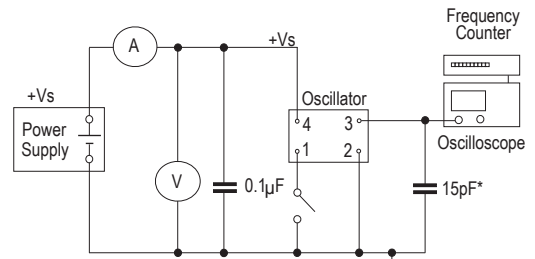 Frequency
Counter
A
+Vs
+Vs
Oscillator
Power
Supply
4
3
1
2
Oscilloscope
V
0.1µF
15pF*